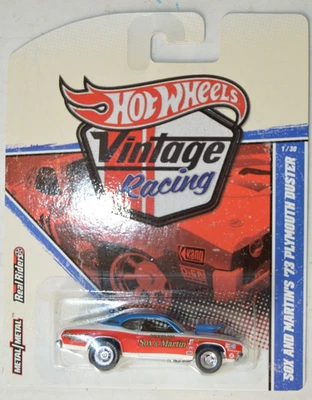 HOT WHEELS
Vintage
Racing
1/30
SOX AND MARTIN'S '73 PLYMOUTH DUSTER
Real Riders
METAL/METAL
Sox & Martin